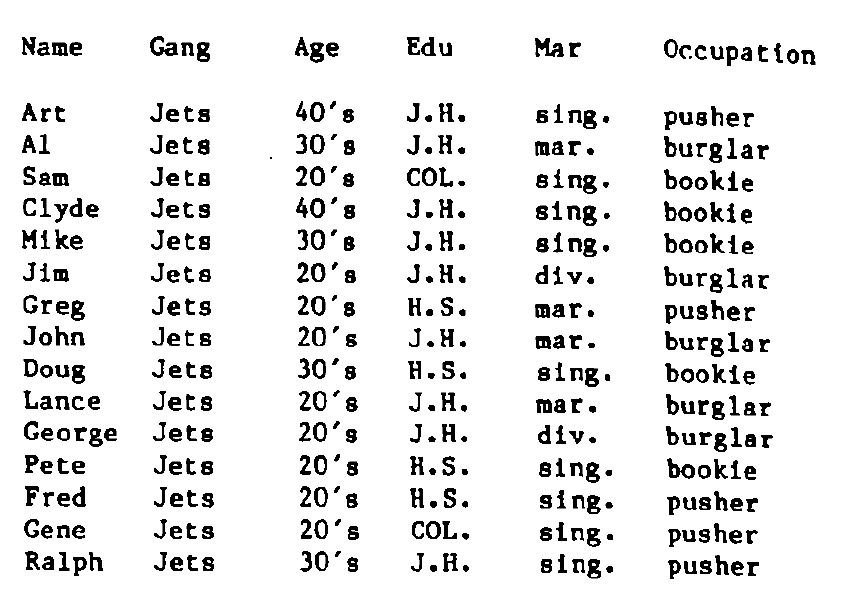 Name Gang Age Edu Mar Occupation
Art Jets 40's J.H. sing. pusher
Al Jets 30's J.H. mar. burglar
Sam Jets 20's COL. sing. bookie
Clyde Jets 40's J.H. sing. bookie
Mike Jets 30's J.H. sing. bookie
Jim Jets 20's J.H. div. burglar
Greg Jets 20's H.S. mar. pusher
John Jets 20's J.H. mar. burglar
Doug Jets 30's H.S. sing. bookie
Lance Jets 20's J.H. mar. burglar
George Jets 20's J.H. div. burglar
Pete Jets 20's H.S. sing. bookie
Fred Jets 20's H.S. sing. pusher
Gene Jets 20's COL. sing. pusher
Ralph Jets 30's J.H. sing. pusher